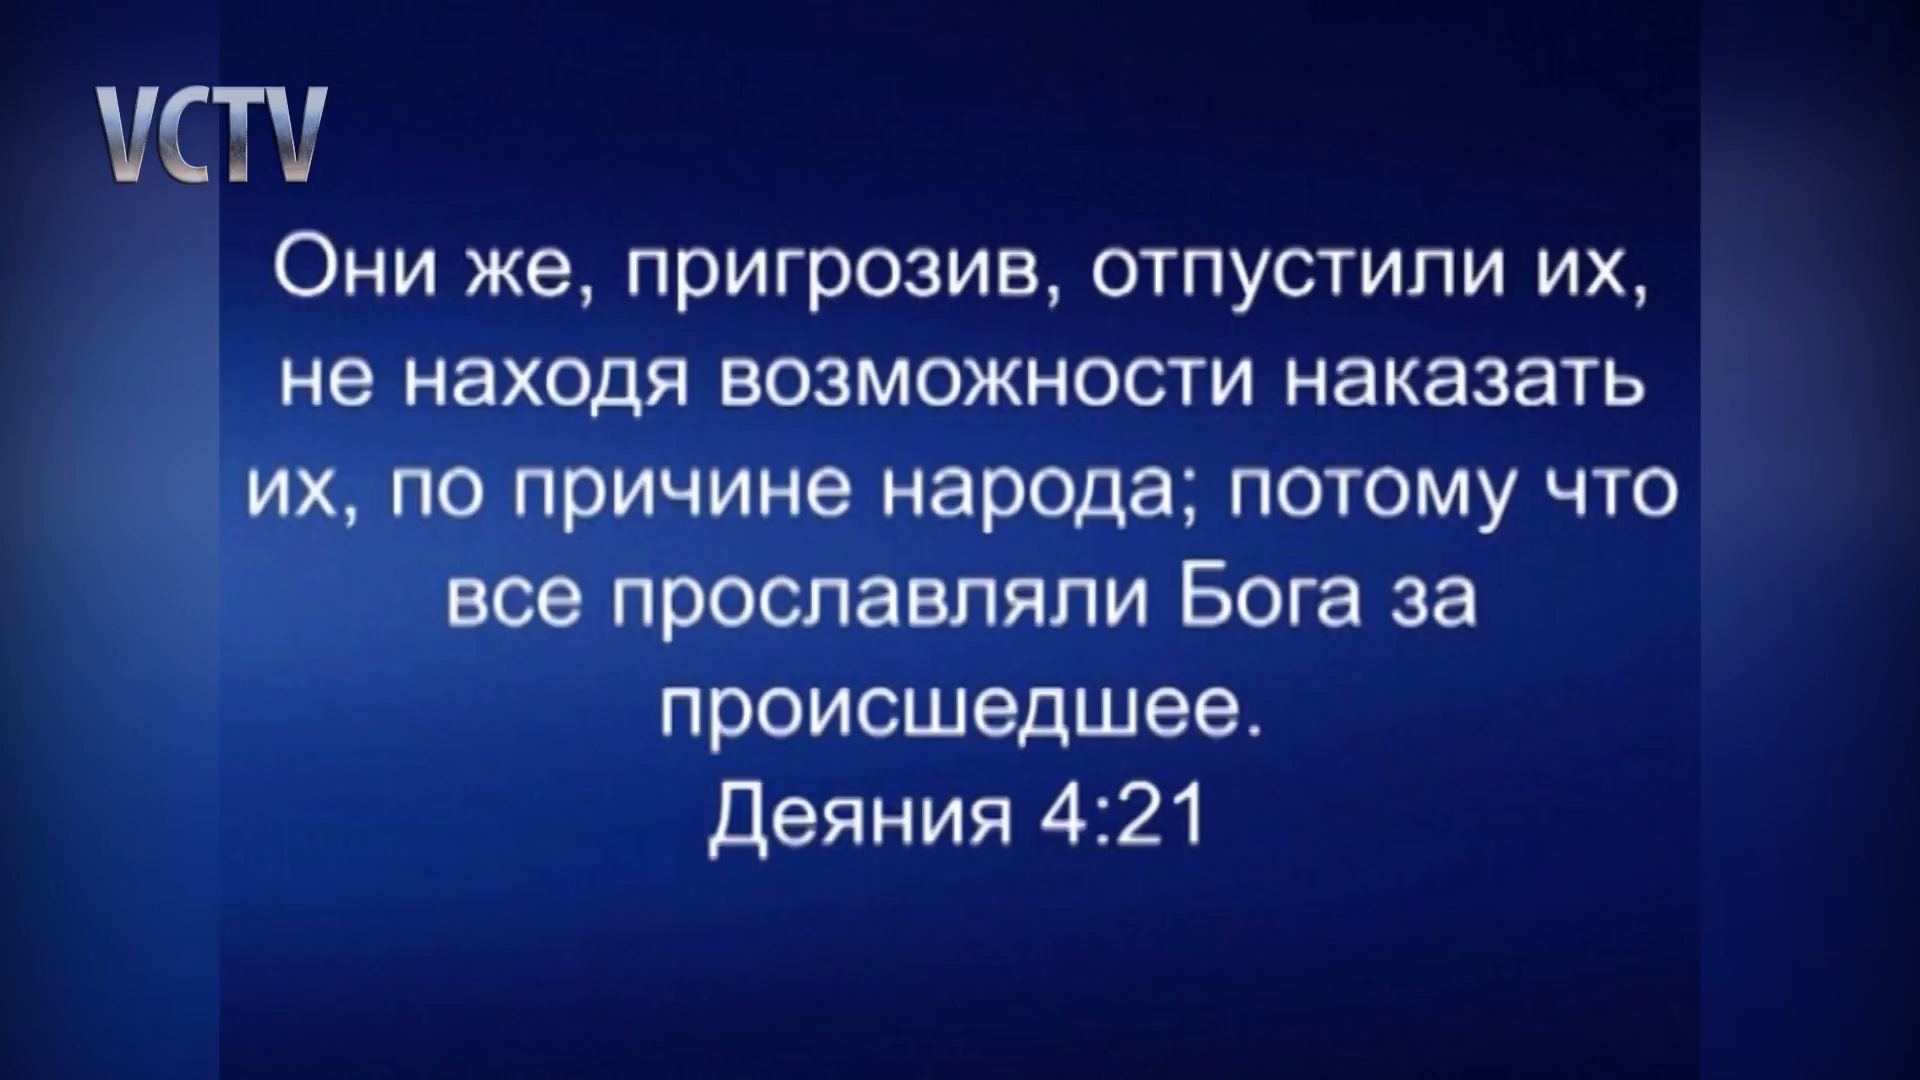 VCTV
Они же, пригрозив, отпустили их,
не находя возможности наказать
их, по причине народа; потому что
все прославляли Бога за
происшедшее.
Деяния 4:21